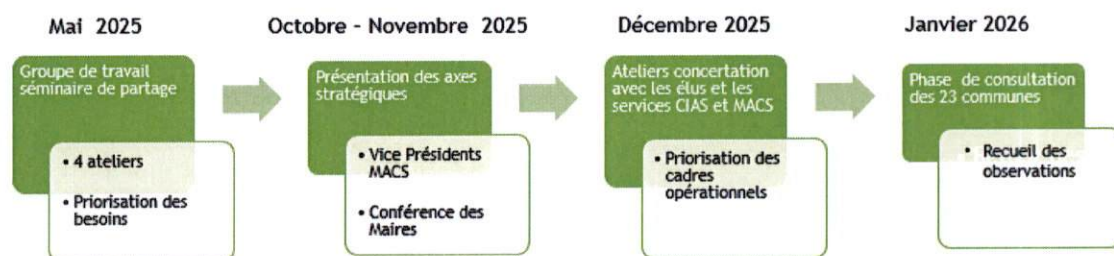 Mai 2025
Groupe de travail
séminaire de partage
• 4 ateliers
• Priorisation des
besoins
Octobre - Novembre 2025
Présentation des axes
stratégiques
• Vice Présidents
MACS
• Conférence des
Maires
Décembre 2025
Ateliers concertation
avec les élus et les
services CIAS et MACS
• Priorisation des
cadres
opérationnels
Janvier 2026
Phase de consultation
des 23 communes
• Recueil des
observations